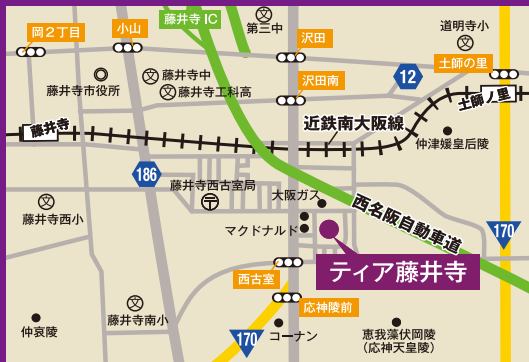 藤井寺IC
文
第三中
小山
岡2丁目
沢田
道明寺小
文
土師の里
藤井寺市役所
文 藤井寺中
文 藤井寺工科高
沢田南
12
土師ノ里
近鉄南大阪線
藤井寺
仲津媛皇后陵
186
藤井寺西古室局
大阪ガス
西名阪自動車道
文
藤井寺西小
マクドナルド
170
ティア藤井寺
西古室
文
藤井寺南小
応神陵前
仲哀陵
170
コーナン
恵我藻伏岡陵
(応神天皇陵)